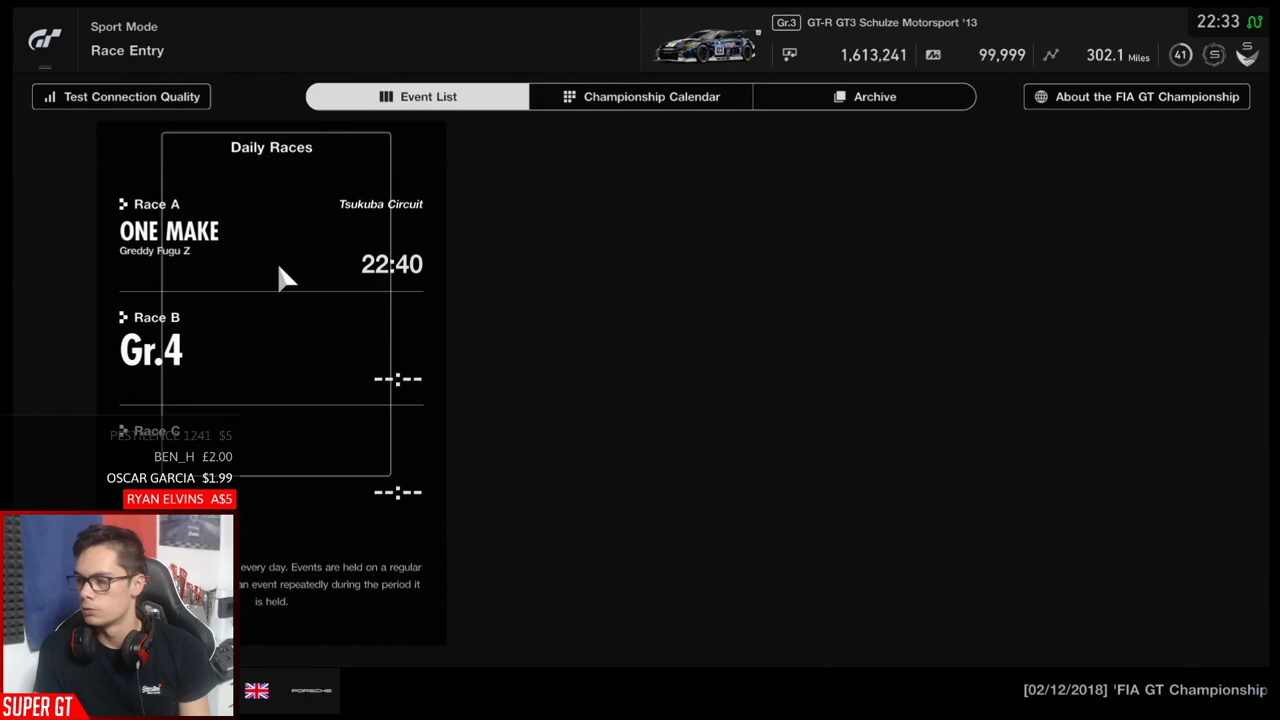 Sport Mode
Race Entry
Gr.3 GT-R GT3 Schulze Motorsport '13
22:33
1,613,241
99,999
302.1 Miles
41
S
S
Test Connection Quality
Event List
Championship Calendar
Archive
About the FIA GT Championship
Daily Races
Race A
Tsukuba Circuit
ONE MAKE
Greddy Fugu Z
22:40
Race B
Gr.4
--:--
Race C
--:--
PESTILENCE 1241 $5
BEN_H £2.00
OSCAR GARCIA $1.99
RYAN ELVINS A$5
every day. Events are held on a regular
an event repeatedly during the period it
is held.
SUPER GT
PORSCHE
[02/12/2018] 'FIA GT Championship